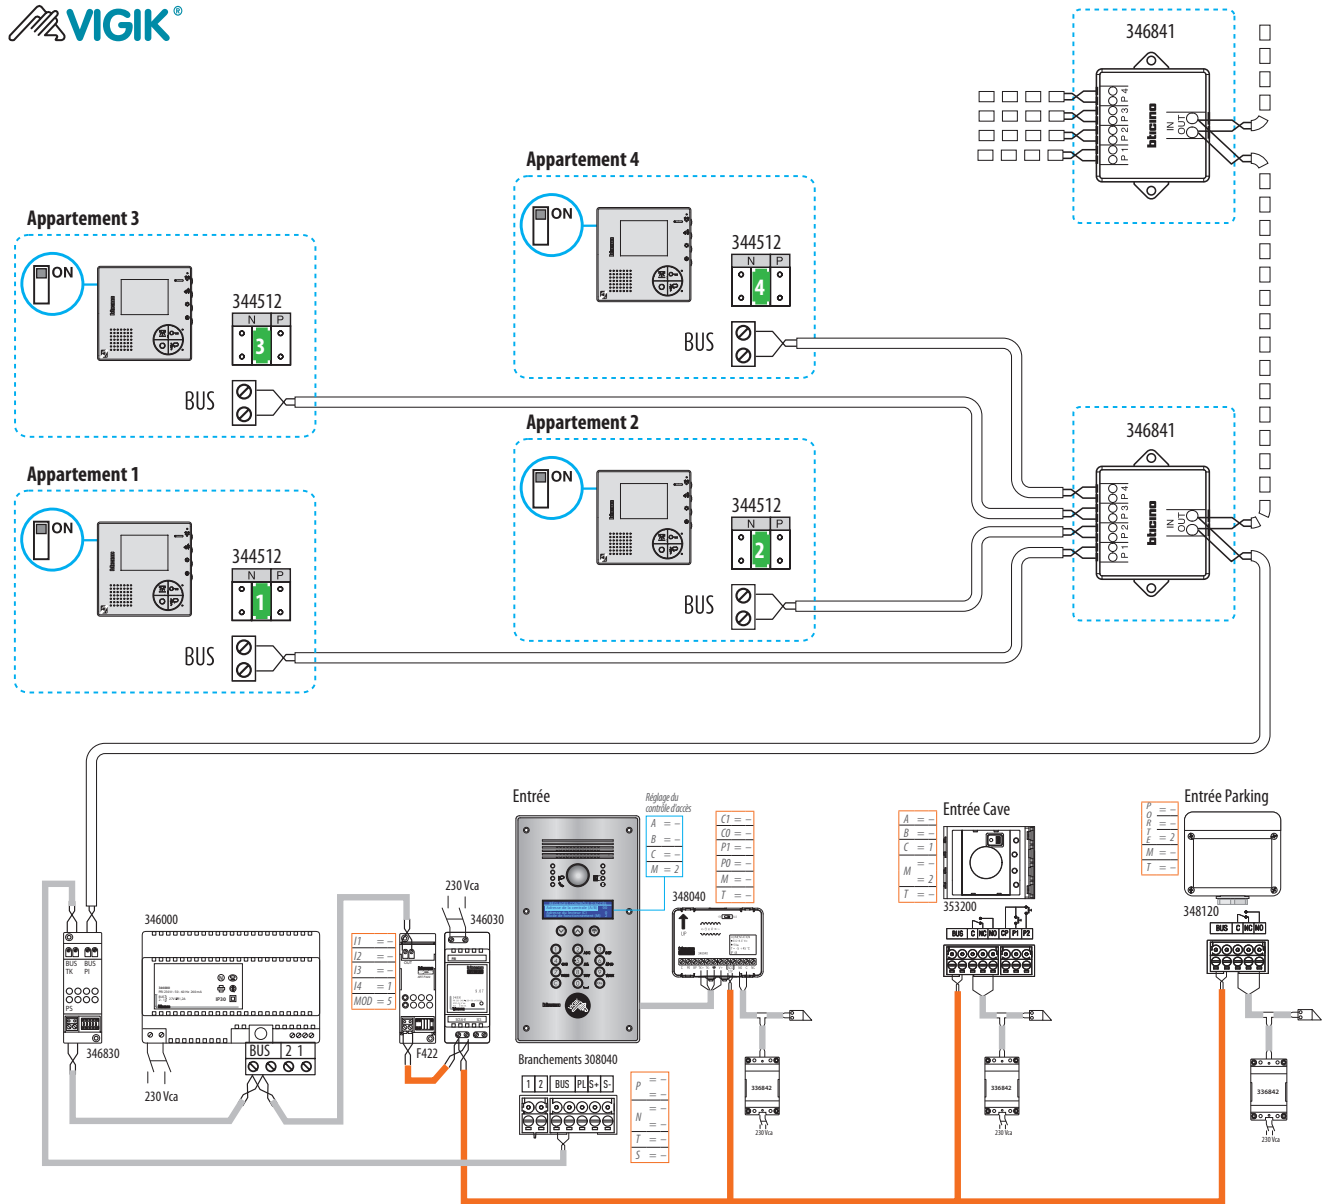 VIGIK®
346841
P1 P2 P3 P4
bticino
IN
OUT
Appartement 4
ON
344512
N P
4
BUS
Appartement 3
ON
344512
N P
3
BUS
Appartement 2
ON
344512
N P
2
BUS
346841
P1 P2 P3 P4
bticino
IN
OUT
Appartement 1
ON
344512
N P
1
BUS
Entrée
Réglage du
contrôle d'accès
A = –
B = –
C = –
M = 2
C1 = –
C0 = –
P1 = –
P0 = –
M = –
T = –
348040
UP
Entrée Cave
A = –
B = –
C = 1
M = –
= 2
T = –
353200
BUS C NC NO CP P1 P2
Entrée Parking
P = –
O
R = –
T
E = 2
M = –
T = –
348120
BUS C NC NO
346000
IP30
BUS 2 1
230 Vca
BUS BUS
TK PI
PS
346830
I1 = –
I2 = –
I3 = –
I4 = 1
MOD = 5
OUT
F422
230 Vca
346030
Branchements 308040
1 2 BUS PL S+ S-
P = –
= –
N = –
= –
T = –
S = –
336842
230 Vca
336842
230 Vca
336842
230 Vca